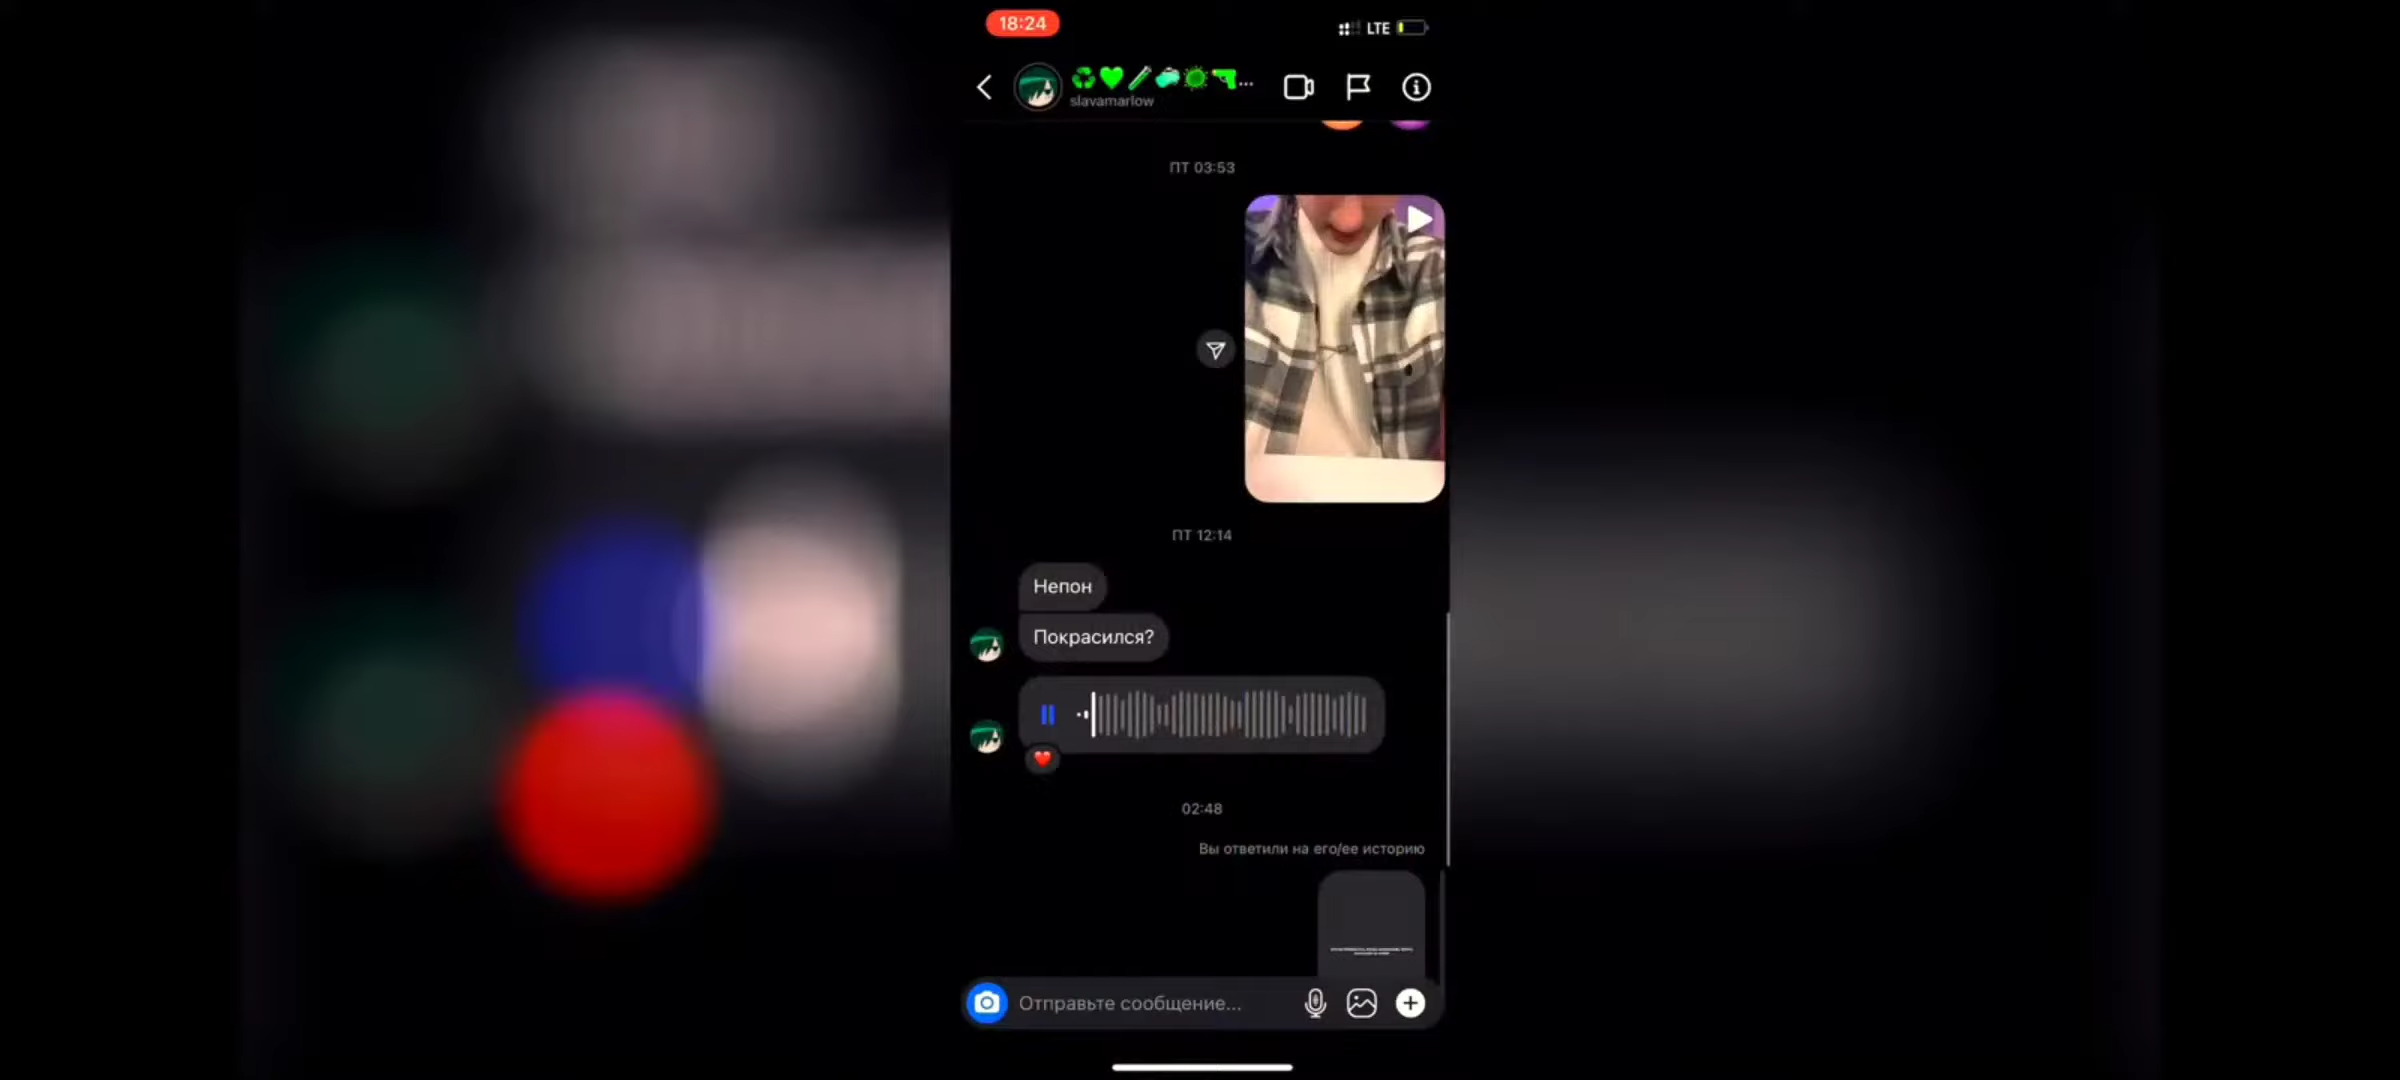 18:24
LTE
slavamarlow
ПТ 03:53
ПТ 12:14
Непон
Покрасился?
02:48
Вы ответили на его/ее историю
Отправьте сообщение...